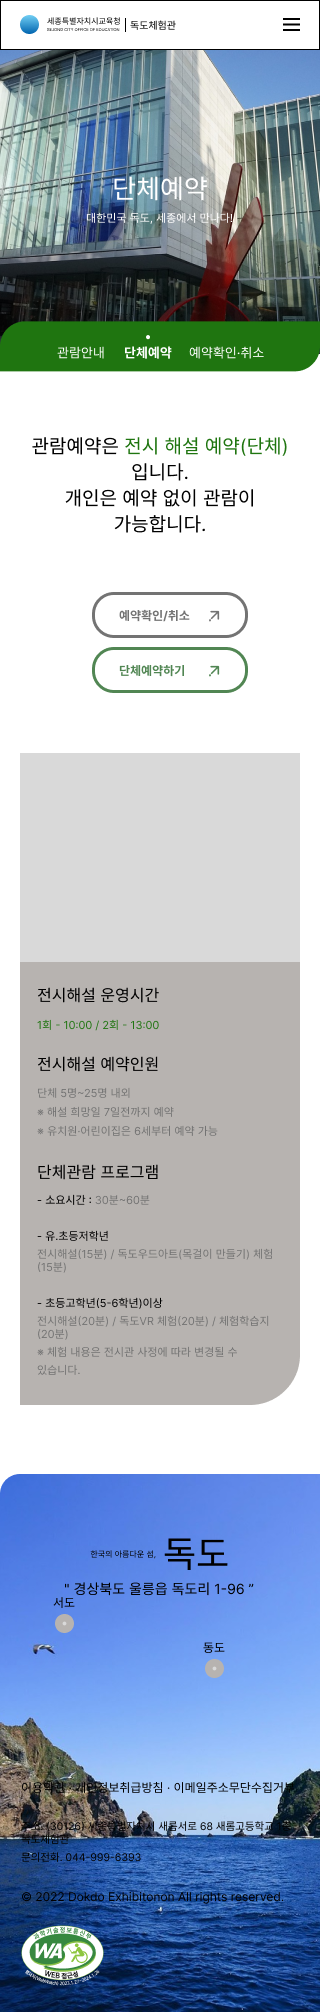 세종특별자치시교육청
SEJONG CITY OFFICE OF EDUCATION
독도체험관
단체예약
대한민국 독도, 세종에서 만나다!
관람안내 단체예약 예약확인·취소
관람예약은 전시 해설 예약(단체)
입니다.
개인은 예약 없이 관람이
가능합니다.
예약확인/취소
단체예약하기
전시해설 운영시간
1회 - 10:00 / 2회 - 13:00
전시해설 예약인원
단체 5명~25명 내외
※ 해설 희망일 7일전까지 예약
※ 유치원·어린이집은 6세부터 예약 가능
단체관람 프로그램
- 소요시간 : 30분~60분
- 유.초등저학년
전시해설(15분) / 독도우드아트(목걸이 만들기) 체험
(15분)
- 초등고학년(5-6학년)이상
전시해설(20분) / 독도VR 체험(20분) / 체험학습지
(20분)
※ 체험 내용은 전시관 사정에 따라 변경될 수
있습니다.
한국의 아름다운 섬, 독도
" 경상북도 울릉읍 독도리 1-96 "
서도
동도
이용약관 · 개인정보취급방침 · 이메일주소무단수집거부
(30126) 세종특별자치시 새롬서로 68 새롬고등학교
독도체험관
문의전화. 044-999-6393
© 2022 Dokdo Exhibitonon All rights reserved.
과학기술정보통신부
WA
WEB 접근성